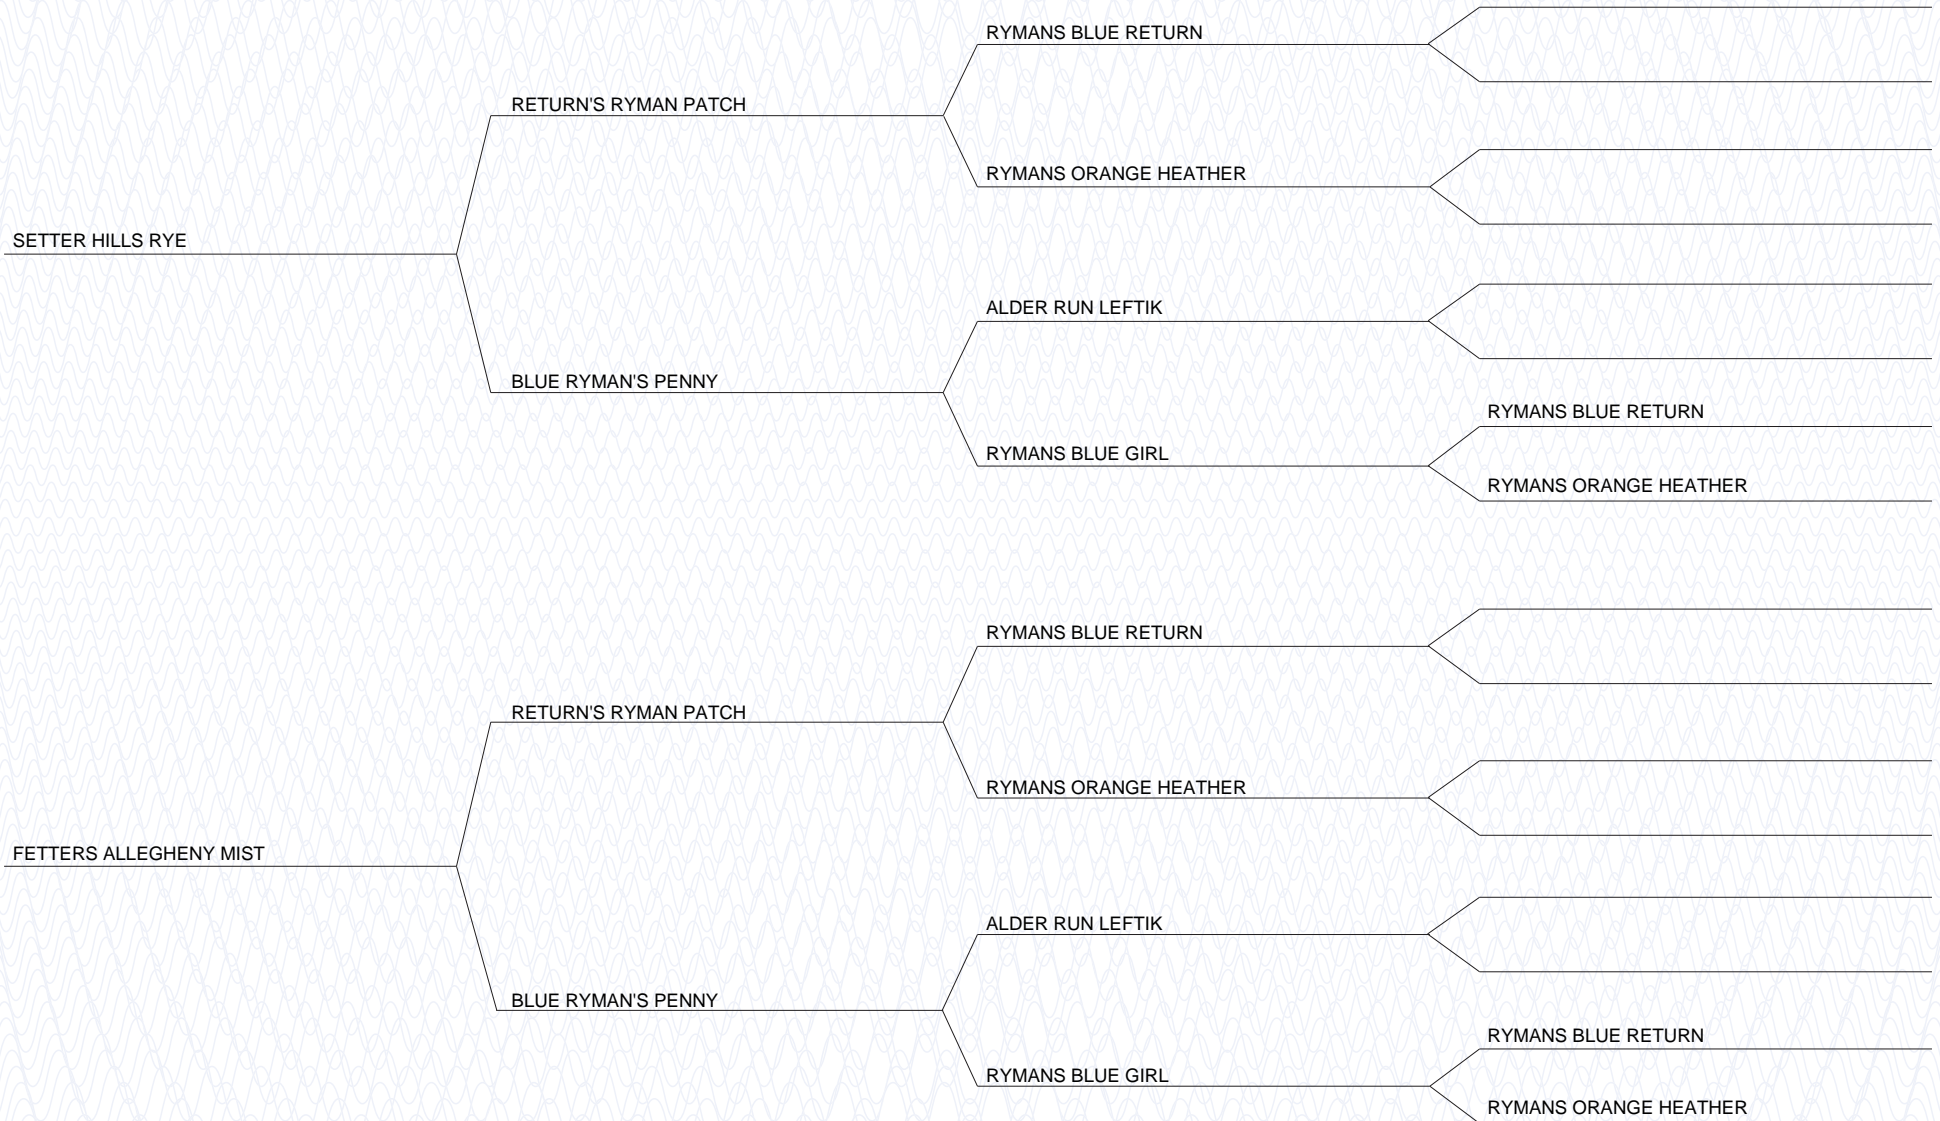 RYMANS BLUE RETURN
RETURN'S RYMAN PATCH
RYMANS ORANGE HEATHER
SETTER HILLS RYE
ALDER RUN LEFTIK
BLUE RYMAN'S PENNY
RYMANS BLUE RETURN
RYMANS BLUE GIRL
RYMANS ORANGE HEATHER
RYMANS BLUE RETURN
RETURN'S RYMAN PATCH
RYMANS ORANGE HEATHER
FETTERS ALLEGHENY MIST
ALDER RUN LEFTIK
BLUE RYMAN'S PENNY
RYMANS BLUE RETURN
RYMANS BLUE GIRL
RYMANS ORANGE HEATHER